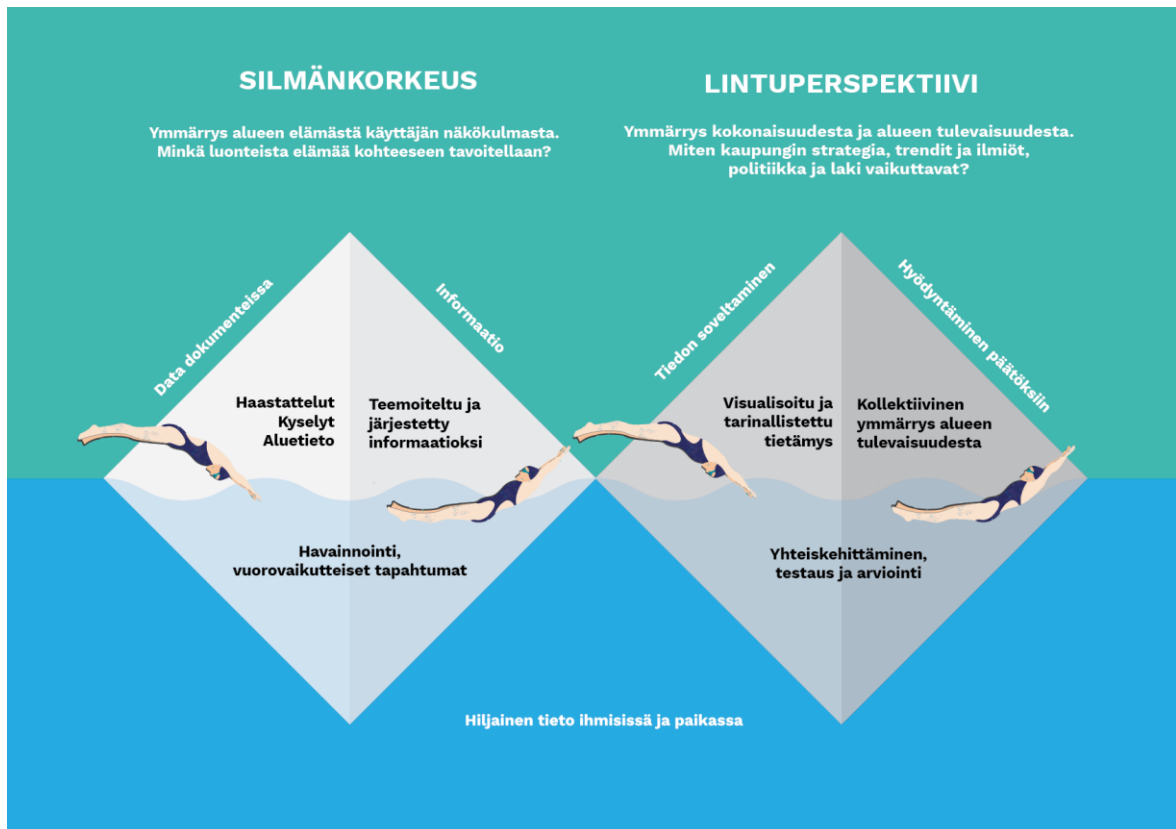 SILMÄNKORKEUS
Ymmärrys alueen elämästä käyttäjän näkökulmasta.
Minkä luonteista elämää kohteeseen tavoitellaan?
LINTUPERSPEKTIIVI
Ymmärrys kokonaisuudesta ja alueen tulevaisuudesta.
Miten kaupungin strategia, trendit ja ilmiöt,
politiikka ja laki vaikuttavat?
Data dokumenteissa
Informaatio
Haastattelut
Kyselyt
Aluetieto
Teemoiteltu ja
järjestetty
informaatioksi
Havainnointi,
vuorovaikutteiset tapahtumat
Tiedon soveltaminen
Hyödyntäminen päätöksiin
Visualisoitu ja
tarinallistettu
tietämys
Kollektiivinen
ymmärrys alueen
tulevaisuudesta
Yhteiskehittäminen,
testaus ja arviointi
Hiljainen tieto ihmisissä ja paikassa